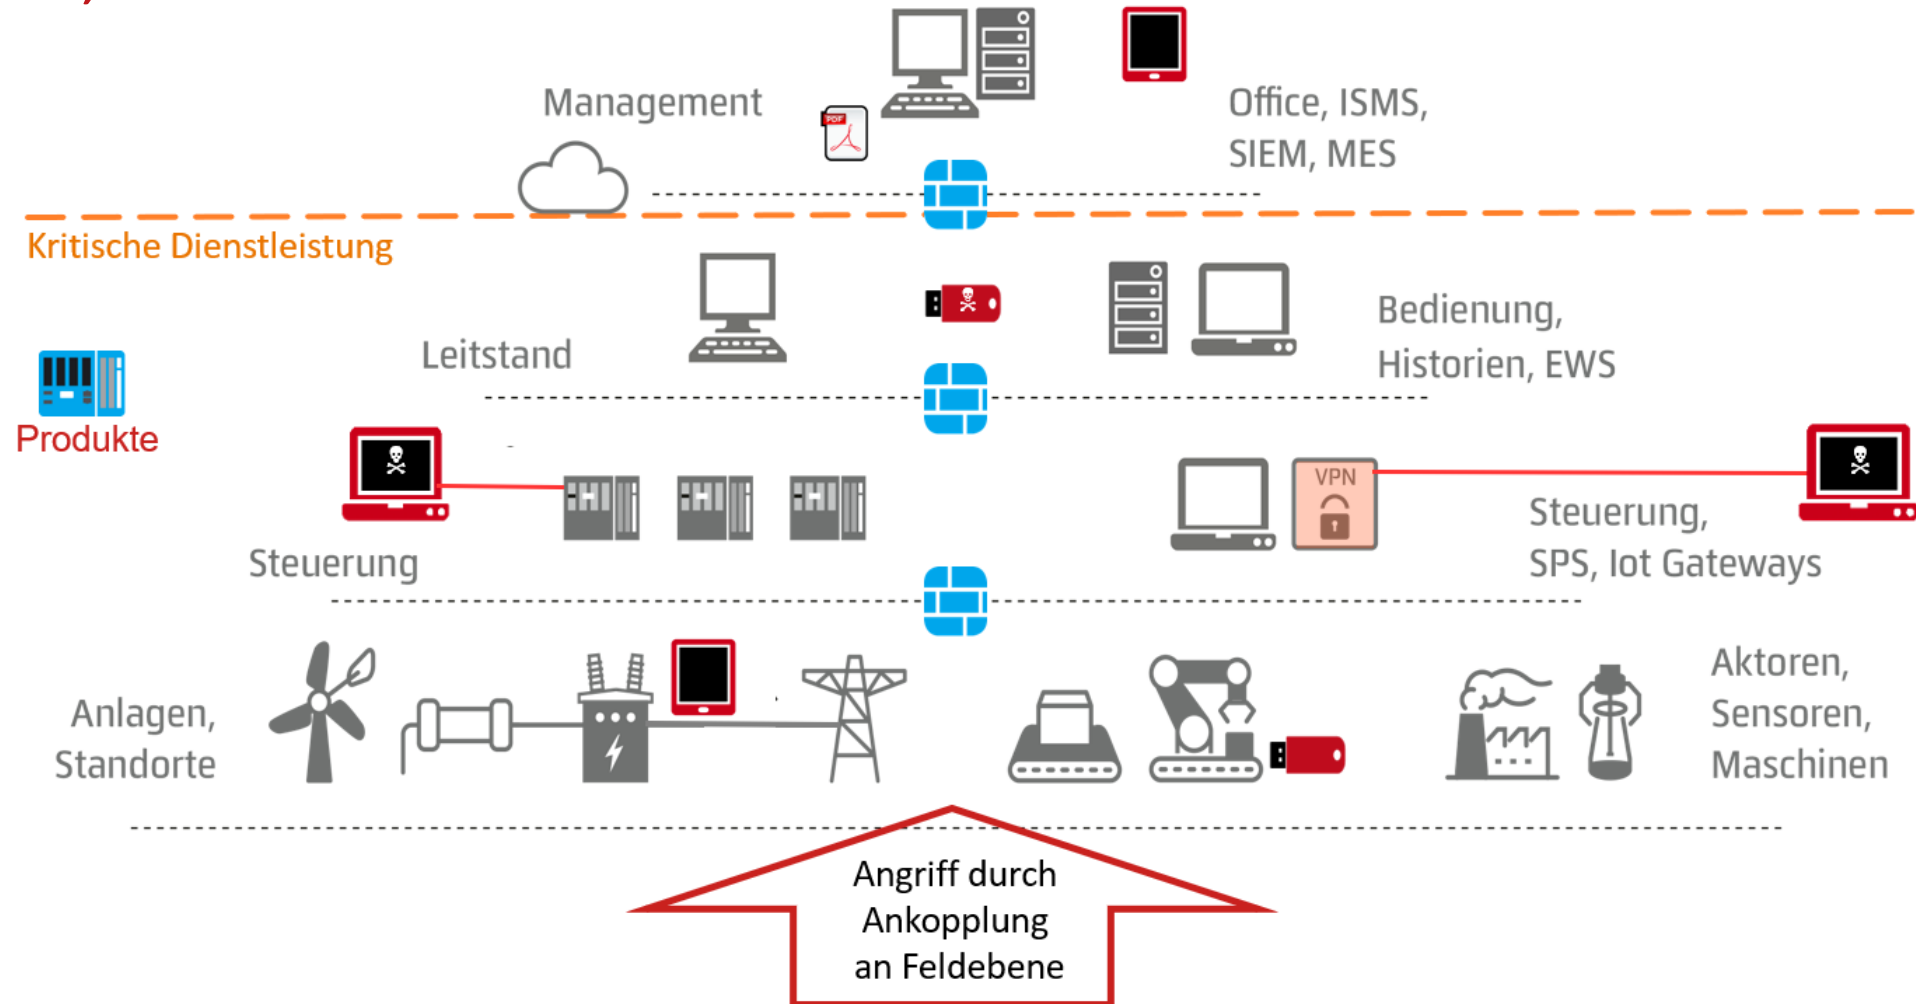 Management
PDF
Office, ISMS,
SIEM, MES
Kritische Dienstleistung
Leitstand
Bedienung,
Historien, EWS
Produkte
VPN
Steuerung
Steuerung,
SPS, Iot Gateways
Anlagen,
Standorte
Aktoren,
Sensoren,
Maschinen
Angriff durch
Ankopplung
an Feldebene